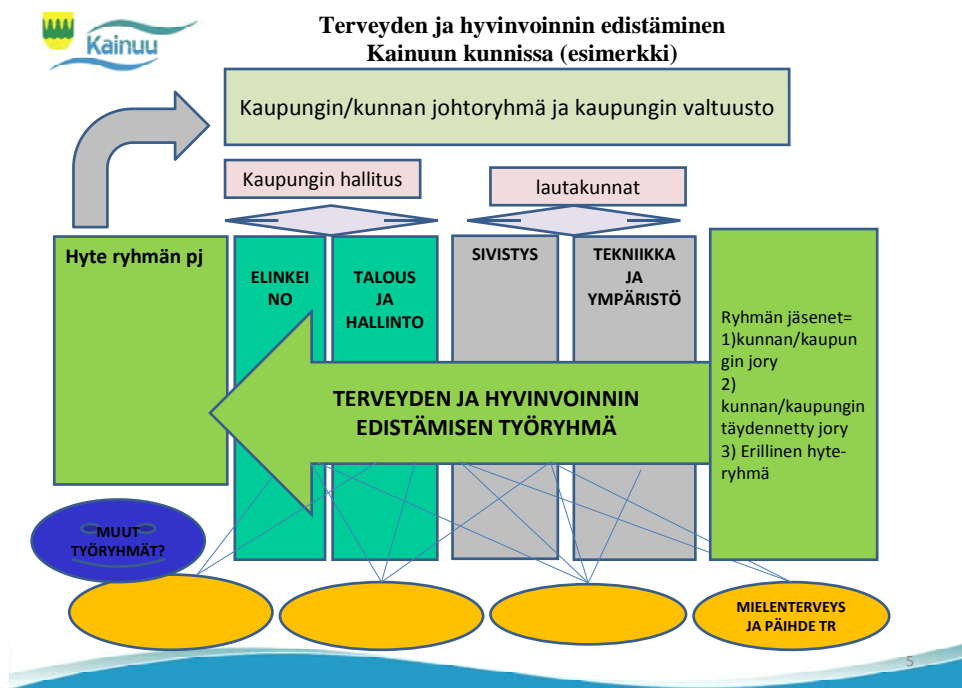 Kainuu
Terveyden ja hyvinvoinnin edistäminen
Kainuun kunnissa (esimerkki)
Kaupungin/kunnan johtoryhmä ja kaupungin valtuusto
Kaupungin hallitus
lautakunnat
Hyte ryhmän pj
ELINKEI
NO
TALOUS
JA
HALLINTO
SIVISTYS
TEKNIIKKA
JA
YMPÄRISTÖ
Ryhmän jäsenet=
1)kunnan/kaupun
gin jory
2)
kunnan/kaupungin
täydennetty jory
3) Erillinen hyte-
ryhmä
TERVEYDEN JA HYVINVOINNIN
EDISTÄMISEN TYÖRYHMÄ
MUUT
TYÖRYHMÄT?
MIELENTERVEYS
JA PÄIHDE TR
5